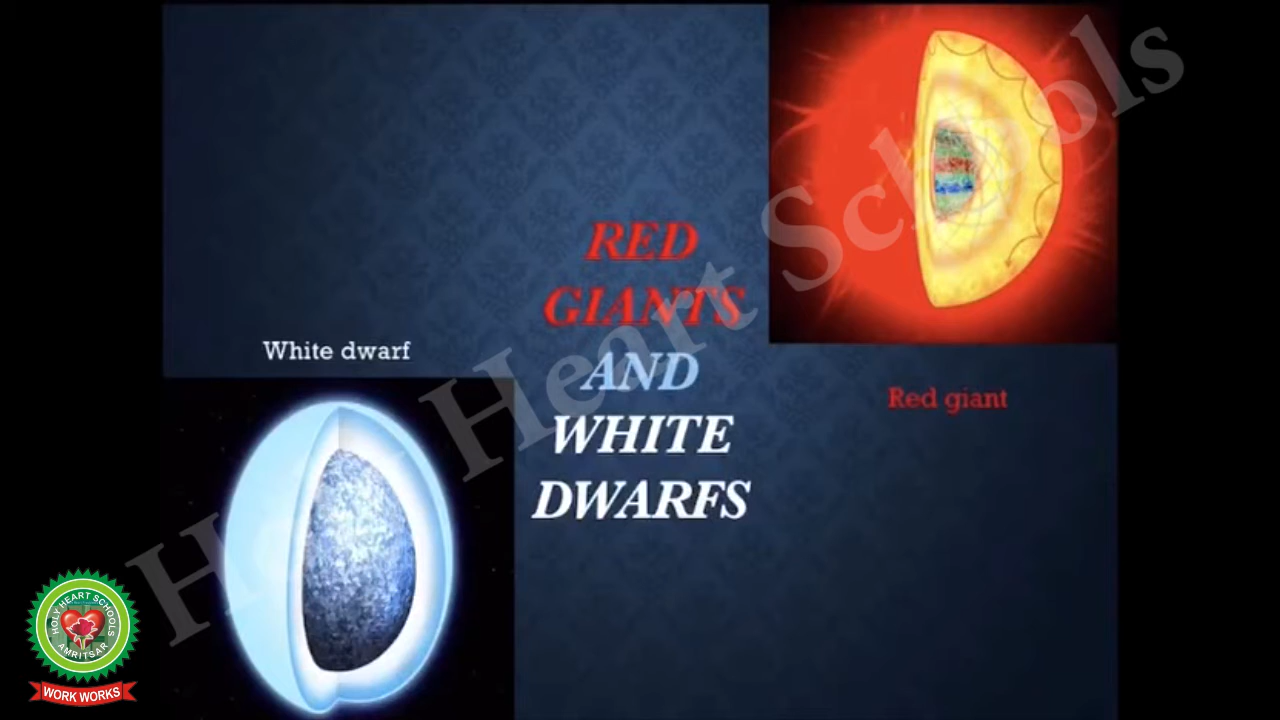 RED
GIANTS
AND
WHITE
DWARFS
White dwarf
Red giant
Holy Heart Schools
HOLY HEART SCHOOLS
AMRITSAR
WORK WORKS